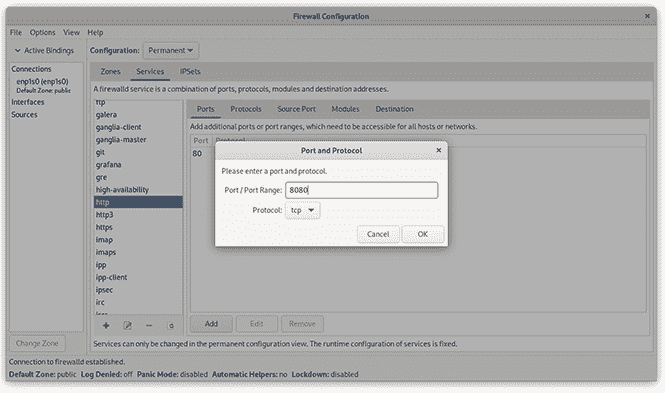 Firewall Configuration
File Options View Help
Active Bindings
Configuration: Permanent
Connections
enp1s0 (enp1s0)
Default Zone: public
Interfaces
Sources
Zones Services IPSets
A firewalld service is a combination of ports, protocols, modules and destination addresses.
ftp
galera
ganglia-client
ganglia-master
git
grafana
gre
high-availability
http
http3
https
imap
imaps
ipp
ipp-client
ipsec
irc
Ports Protocols Source Port Modules Destination
Add additional ports or port ranges, which need to be accessible for all hosts or networks.
Port Protocol
80
Port and Protocol
Please enter a port and protocol.
Port / Port Range: 8080
Protocol: tcp
Cancel OK
Add Edit Remove
Change Zone
Services can only be changed in the permanent configuration view. The runtime configuration of services is fixed.
Connection to firewalld established.
Default Zone: public Log Denied: off Panic Mode: disabled Automatic Helpers: no Lockdown: disabled